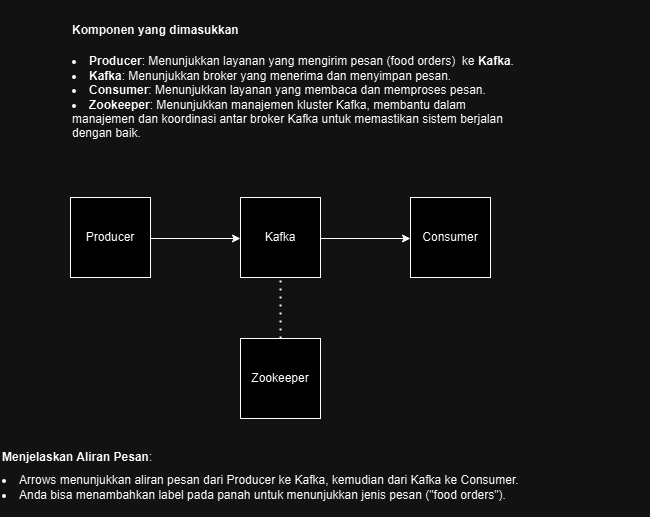 Komponen yang dimasukkan
• Producer: Menunjukkan layanan yang mengirim pesan (food orders) ke Kafka.
• Kafka: Menunjukkan broker yang menerima dan menyimpan pesan.
• Consumer: Menunjukkan layanan yang membaca dan memproses pesan.
• Zookeeper: Menunjukkan manajemen kluster Kafka, membantu dalam
manajemen dan koordinasi antar broker Kafka untuk memastikan sistem berjalan
dengan baik.
Producer
Kafka
Consumer
Zookeeper
Menjelaskan Aliran Pesan:
• Arrows menunjukkan aliran pesan dari Producer ke Kafka, kemudian dari Kafka ke Consumer.
• Anda bisa menambahkan label pada panah untuk menunjukkan jenis pesan ("food orders").